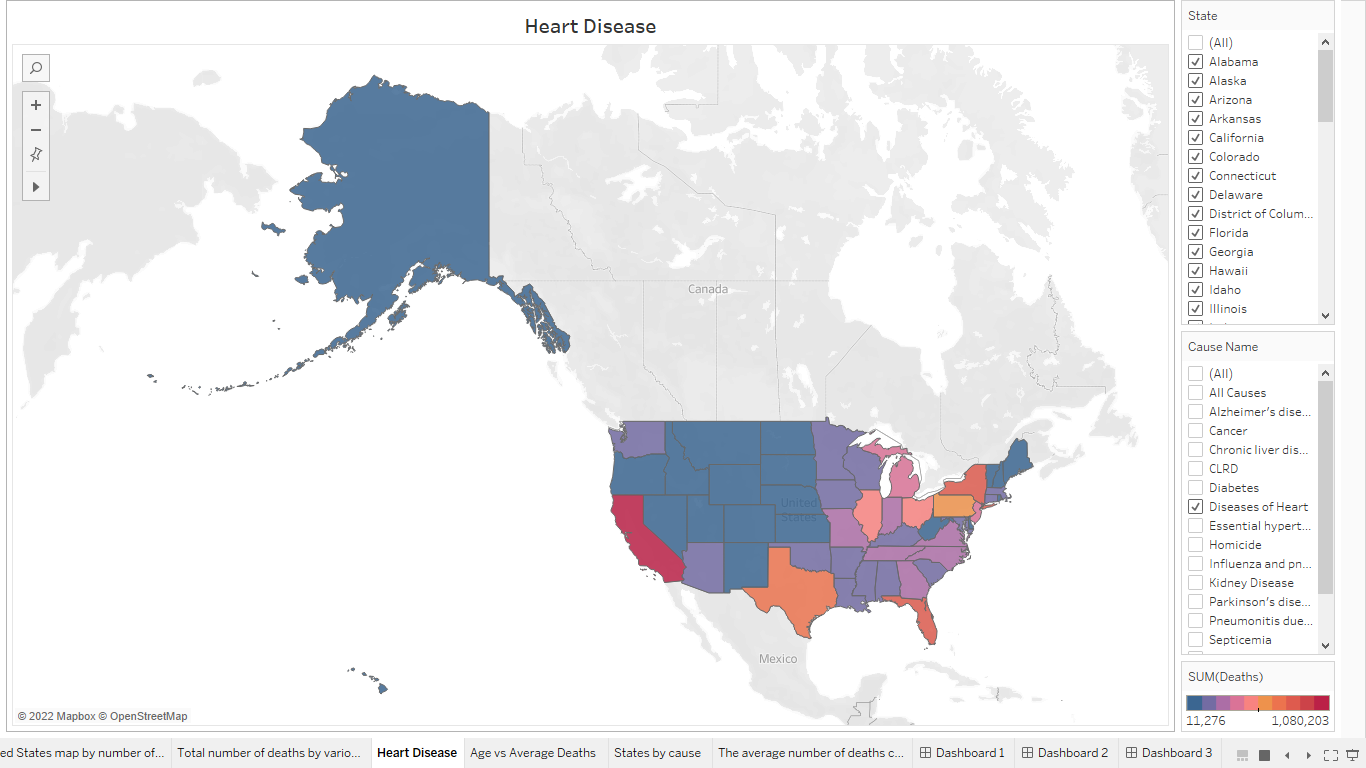 Heart Disease
Canada
United
States
Mexico
© 2022 Mapbox © OpenStreetMap
State
(All)
Alabama
Alaska
Arizona
Arkansas
California
Colorado
Connecticut
Delaware
District of Colum...
Florida
Georgia
Hawaii
Idaho
Illinois
Cause Name
(All)
All Causes
Alzheimer's dise...
Cancer
Chronic liver dis...
CLRD
Diabetes
Diseases of Heart
Essential hypert...
Homicide
Influenza and pn...
Kidney Disease
Parkinson's dise...
Pneumonitis due...
Septicemia
SUM(Deaths)
11,276 1,080,203
ed States map by number of... Total number of deaths by vario... Heart Disease Age vs Average Deaths States by cause The average number of deaths c... Dashboard 1 Dashboard 2 Dashboard 3